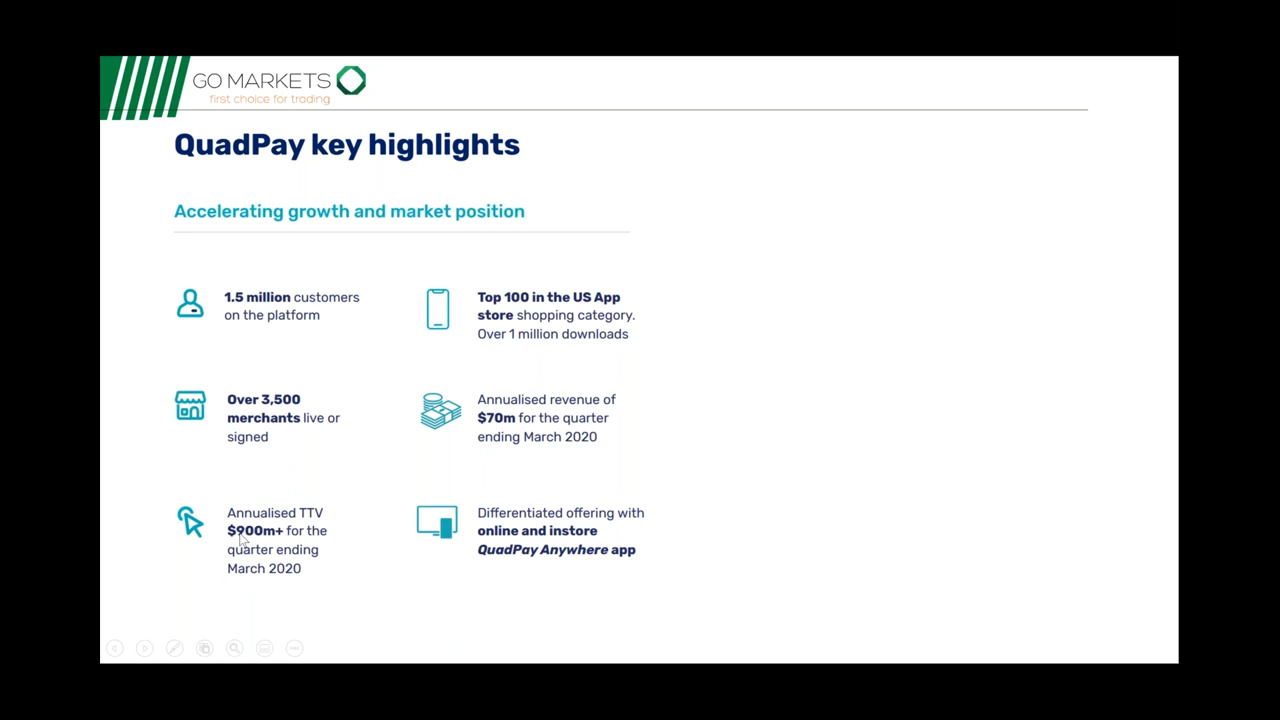 GO MARKETS
first choice for trading
QuadPay key highlights
Accelerating growth and market position
1.5 million customers
on the platform
Top 100 in the US App
store shopping category.
Over 1 million downloads
Over 3,500
merchants live or
signed
Annualised revenue of
$70m for the quarter
ending March 2020
Annualised TTV
$900m+ for the
quarter ending
March 2020
Differentiated offering with
online and instore
QuadPay Anywhere app